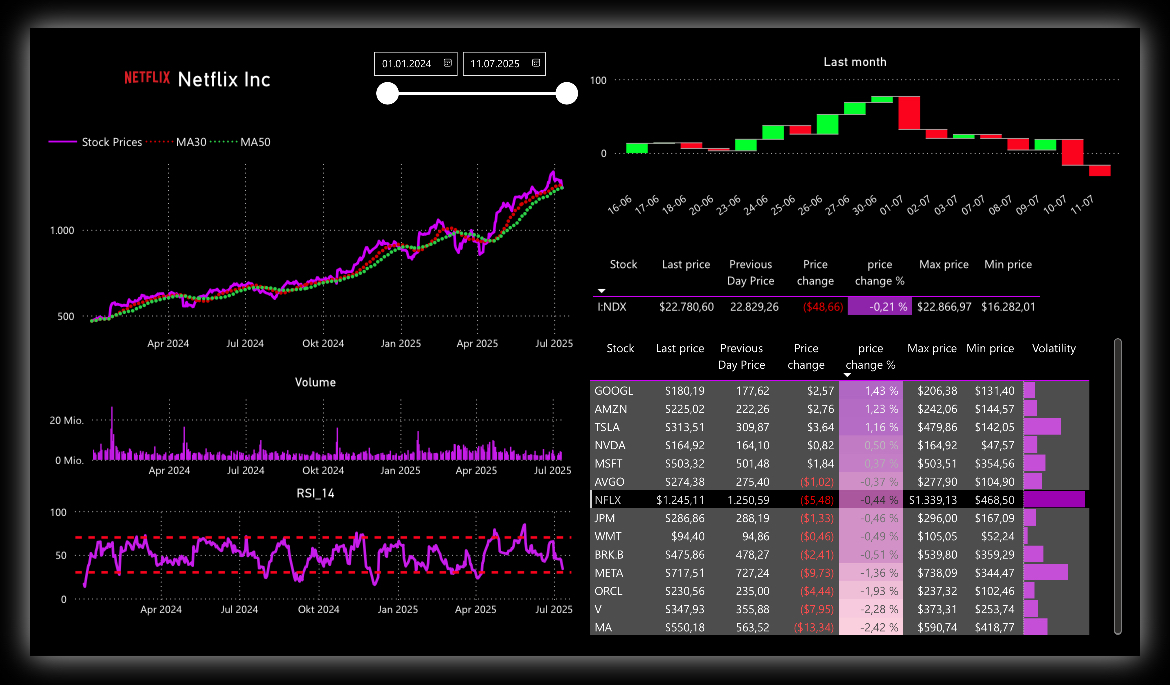 NETFLIX Netflix Inc
01.01.2024 11.07.2025
Stock Prices MA30 MA50
1.000
500
Apr 2024 Jul 2024 Okt 2024 Jan 2025 Apr 2025 Jul 2025
Volume
20 Mio.
0 Mio.
Apr 2024 Jul 2024 Okt 2024 Jan 2025 Apr 2025 Jul 2025
RSI_14
100
50
0
Apr 2024 Jul 2024 Okt 2024 Jan 2025 Apr 2025 Jul 2025
Last month
100
0
16-06 17-06 18-06 20-06 23-06 24-06 25-06 26-06 27-06 30-06 01-07 02-07 03-07 07-07 08-07 09-07 10-07 11-07
Stock Last price Previous Day Price Price change price change % Max price Min price
I:NDX $22.780,60 22.829,26 ($48,66) -0,21 % $22.866,97 $16.282,01
Stock Last price Previous Day Price Price change price change % Max price Min price Volatility
GOOGL $180,19 177,62 $2,57 1,43 % $206,38 $131,40
AMZN $225,02 222,26 $2,76 1,23 % $242,06 $144,57
TSLA $313,51 309,87 $3,64 1,16 % $479,86 $142,05
NVDA $164,92 164,10 $0,82 0,50 % $164,92 $47,57
MSFT $503,32 501,48 $1,84 0,37 % $503,51 $354,56
AVGO $274,38 275,40 ($1,02) -0,37 % $277,90 $104,90
NFLX $1.245,11 1.250,59 ($5,48) -0,44 % $1.339,13 $468,50
JPM $286,86 288,19 ($1,33) -0,46 % $296,00 $167,09
WMT $94,40 94,86 ($0,46) -0,49 % $105,05 $52,24
BRK.B $475,86 478,27 ($2,41) -0,51 % $539,80 $359,29
META $717,51 727,24 ($9,73) -1,36 % $738,09 $344,47
ORCL $230,56 235,00 ($4,44) -1,93 % $237,32 $102,46
V $347,93 355,88 ($7,95) -2,28 % $373,31 $253,74
MA $550,18 563,52 ($13,34) -2,42 % $590,74 $418,77